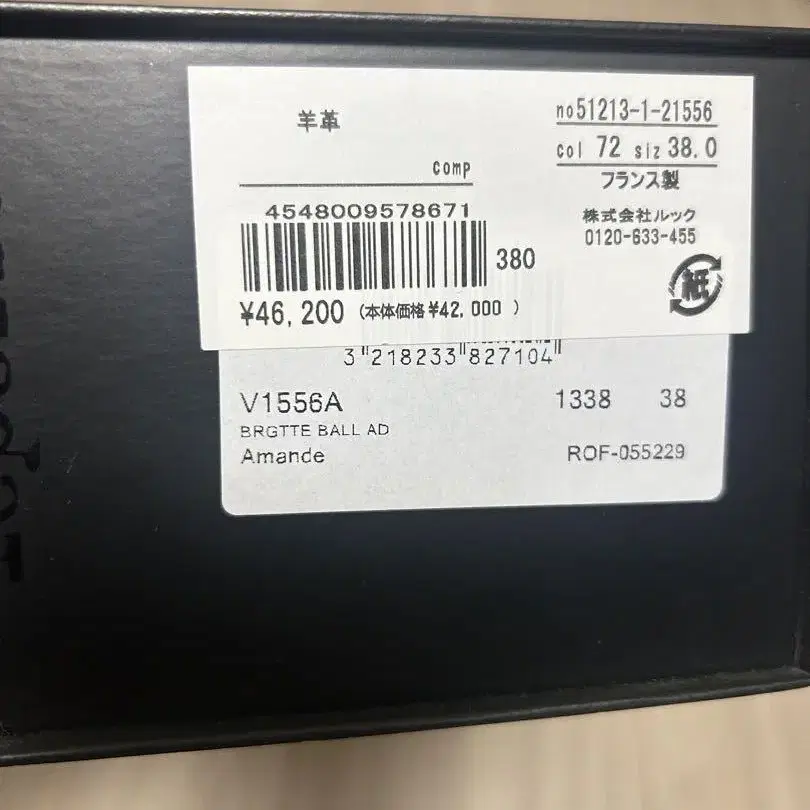 羊革
comp
no51213-1-21556
col 72 siz 38.0
フランス製
株式会社ルック
0120-633-455
紙
4548009578671
380
¥46,200 (本体価格¥42,000 )
3"218233"827104"
V1556A 1338 38
BRGTTE BALL AD
Amande ROF-055229